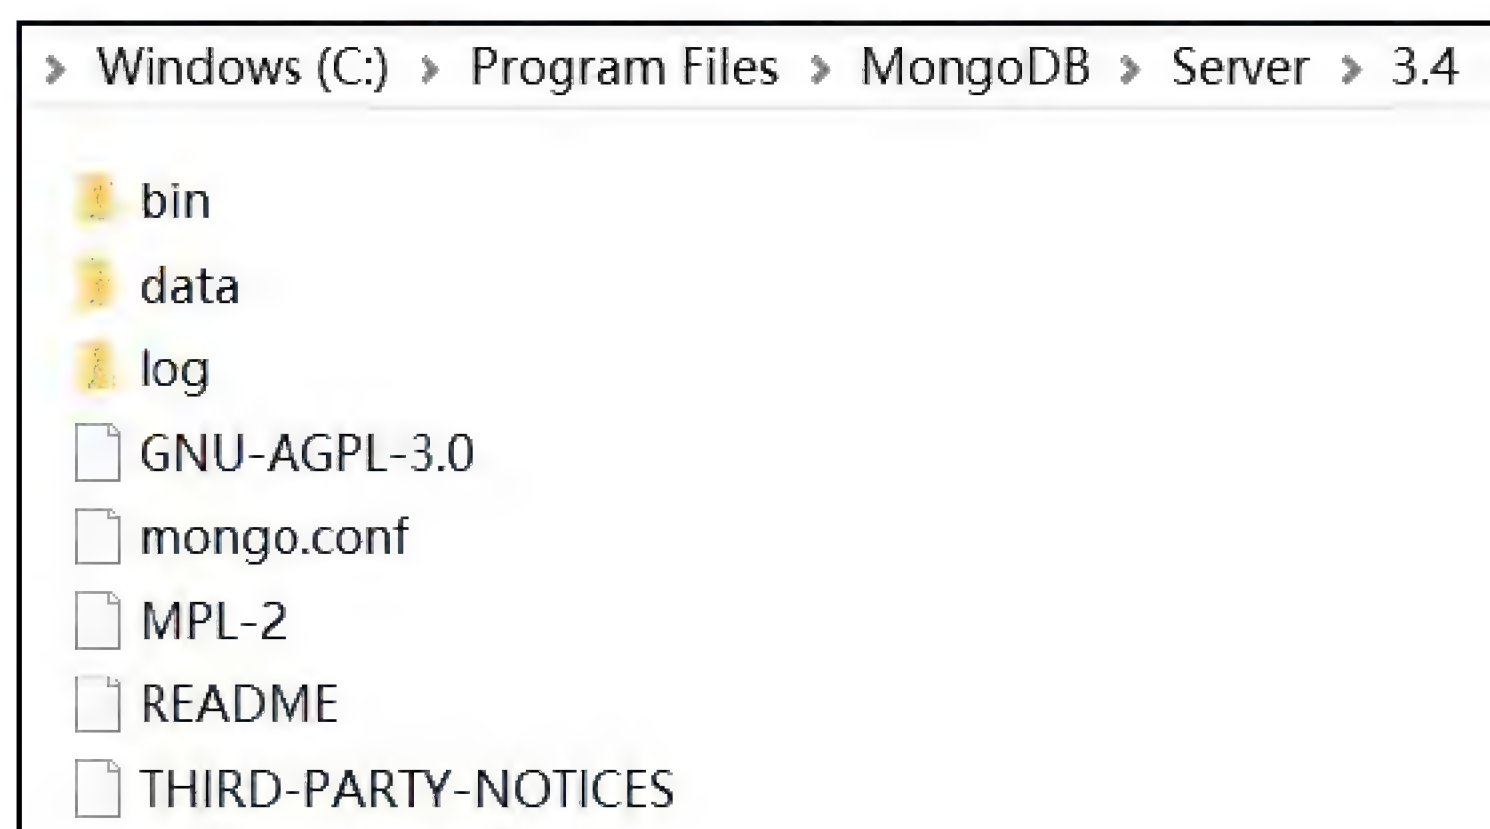 › Windows (C:) › Program Files › MongoDB › Server › 3.4
bin
data
log
GNU-AGPL-3.0
mongo.conf
MPL-2
README
THIRD-PARTY-NOTICES